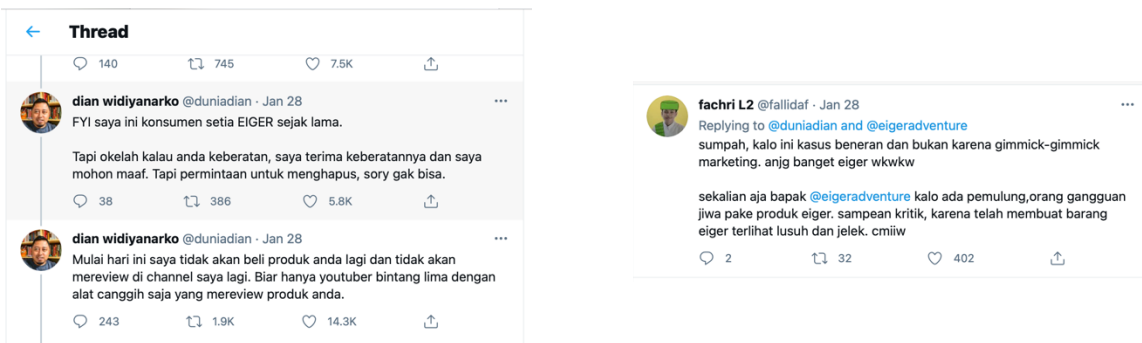 Thread
140 745 7.5K
dian widiyanarko @duniadian · Jan 28
FYI saya ini konsumen setia EIGER sejak lama.
Tapi okelah kalau anda keberatan, saya terima keberatannya dan saya
mohon maaf. Tapi permintaan untuk menghapus, sory gak bisa.
38 386 5.8K
dian widiyanarko @duniadian · Jan 28
Mulai hari ini saya tidak akan beli produk anda lagi dan tidak akan
mereview di channel saya lagi. Biar hanya youtuber bintang lima dengan
alat canggih saja yang mereview produk anda.
243 1.9K 14.3K
fachri L2 @fallidaf · Jan 28
Replying to @duniadian and @eigeradventure
sumpah, kalo ini kasus beneran dan bukan karena gimmick-gimmick
marketing. anjg banget eiger wkwkw
sekalian aja bapak @eigeradventure kalo ada pemulung,orang gangguan
jiwa pake produk eiger. sampean kritik, karena telah membuat barang
eiger terlihat lusuh dan jelek. cmiiw
2 32 402